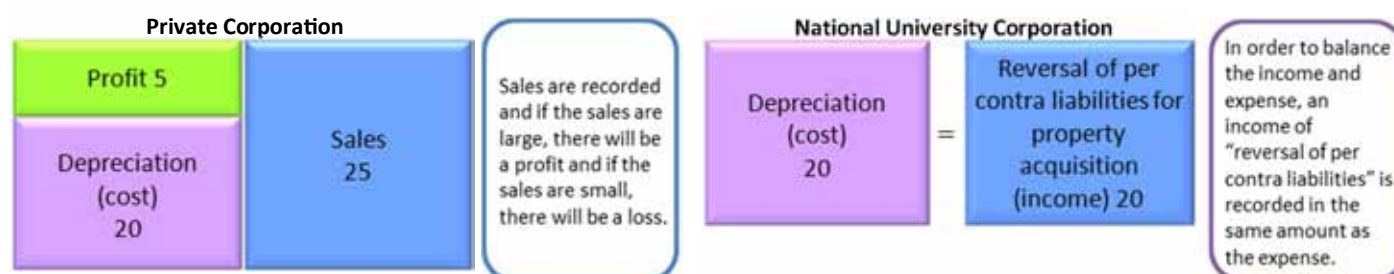 Private Corporation
Profit 5
Depreciation
(cost)
20
Sales
25
Sales are recorded
and if the sales are
large, there will be
a profit and if the
sales are small,
there will be a loss.
National University Corporation
Depreciation
(cost)
20
=
Reversal of per
contra liabilities for
property
acquisition
(income) 20
In order to balance
the income and
expense, an
income of
“reversal of per
contra liabilities” is
recorded in the
same amount as
the expense.